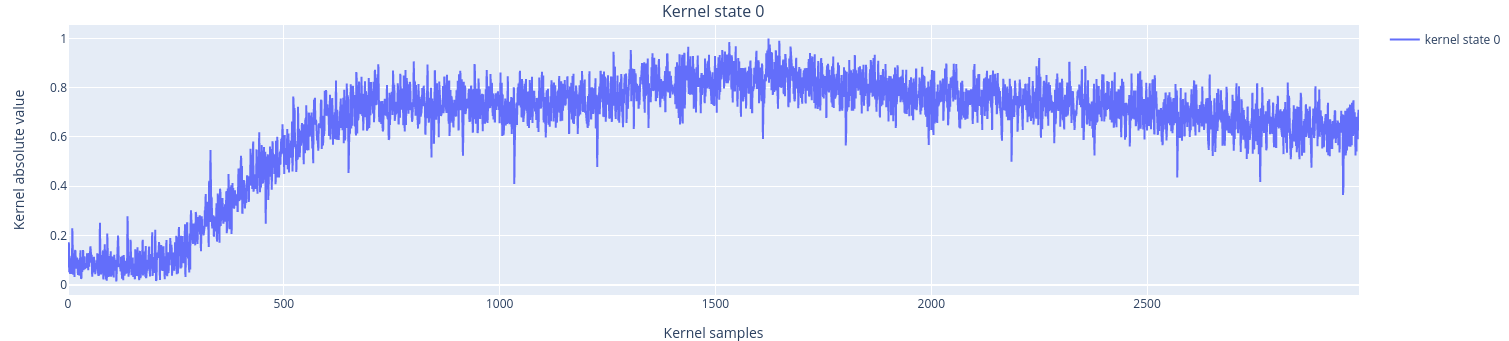 Kernel state 0
kernel state 0
Kernel absolute value
1
0.8
0.6
0.4
0.2
0
0 500 1000 1500 2000 2500
Kernel samples